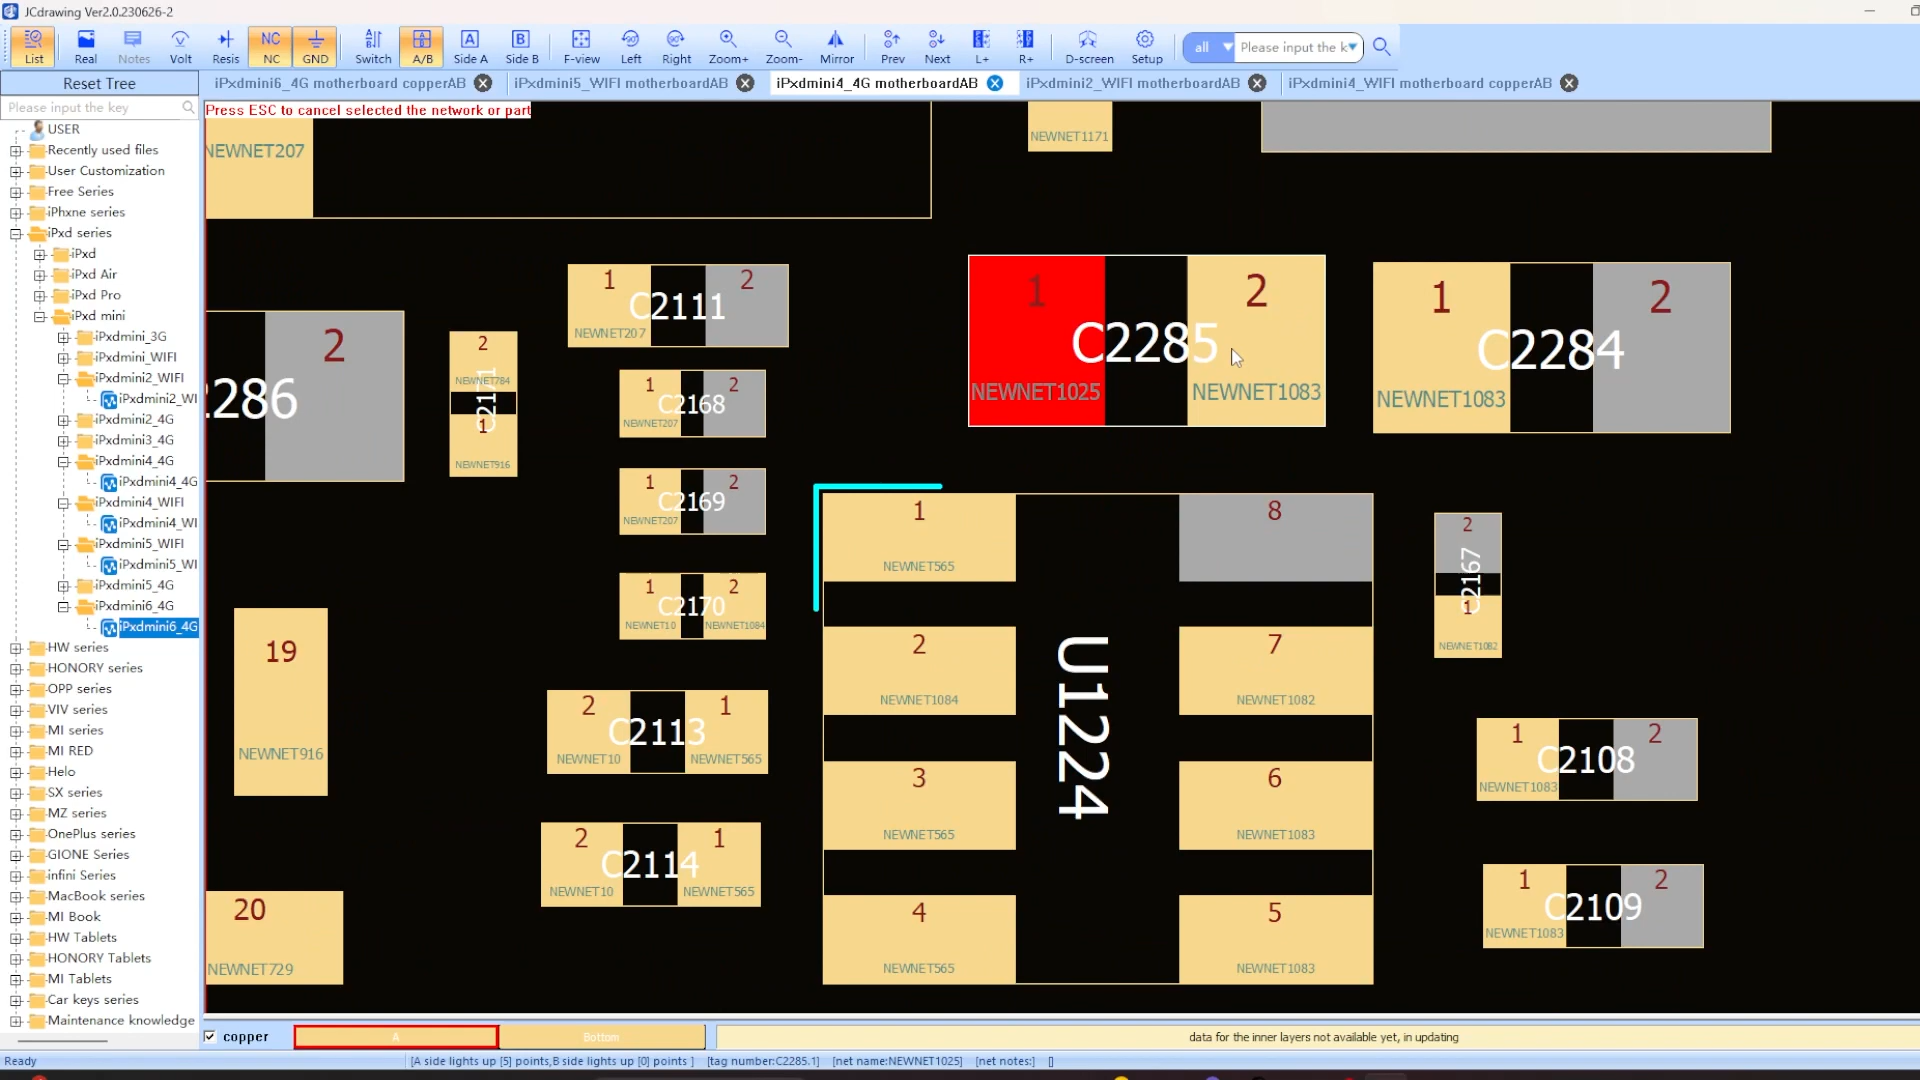 JCdrawing Ver2.0.230626-2
List
Real
Notes
Volt
Resis
NC
NC
GND
Switch
A/B
Side A
Side B
F-view
Left
Right
Zoom+
Zoom-
Mirror
Prev
Next
L+
R+
D-screen
Setup
all
Please input the k
Reset Tree
iPxdmini6_4G motherboard copperAB
iPxdmini5_WIFI motherboardAB
iPxdmini4_4G motherboardAB
iPxdmini2_WIFI motherboardAB
iPxdmini4_WIFI motherboard copperAB
Please input the key
Press ESC to cancel selected the network or part
USER
Recently used files
User Customization
Free Series
iPhxne series
iPxd series
iPxd
iPxd Air
iPxd Pro
iPxd mini
iPxdmini_3G
iPxdmini_WIFI
iPxdmini2_WIFI
iPxdmini2_WI
iPxdmini2_4G
iPxdmini3_4G
iPxdmini4_4G
iPxdmini4_4G
iPxdmini4_WIFI
iPxdmini4_WI
iPxdmini5_WIFI
iPxdmini5_WI
iPxdmini5_4G
iPxdmini6_4G
iPxdmini6_4G
HW series
HONORY series
OPP series
VIV series
MI series
MI RED
Helo
SX series
MZ series
OnePlus series
GIONE Series
infini Series
MacBook series
MI Book
HW Tablets
HONORY Tablets
MI Tablets
Car keys series
Maintenance knowledge
NEWNET207
NEWNET1171
2
2286
2
NEWNET784
C2171
1
NEWNET916
1
2
C2111
NEWNET207
1
2
C2168
NEWNET207
1
2
C2169
NEWNET207
1
2
C2170
NEWNET10
NEWNET1084
2
1
C2113
NEWNET10
NEWNET565
2
1
C2114
NEWNET10
NEWNET565
19
NEWNET916
20
NEWNET729
1
2
C2285
NEWNET1025
NEWNET1083
1
2
C2284
NEWNET1083
1
NEWNET565
8
2
NEWNET1084
7
NEWNET1082
3
NEWNET565
6
NEWNET1083
4
NEWNET565
5
NEWNET1083
U1224
2
C2167
1
NEWNET1082
1
2
C2108
NEWNET1083
1
2
C2109
NEWNET1083
copper
A
Bottom
data for the inner layers not available yet, in updating
Ready
[A side lights up [5] points,B side lights up [0] points ]
[tag number:C2285.1]
[net name:NEWNET1025]
[net notes:]
[]